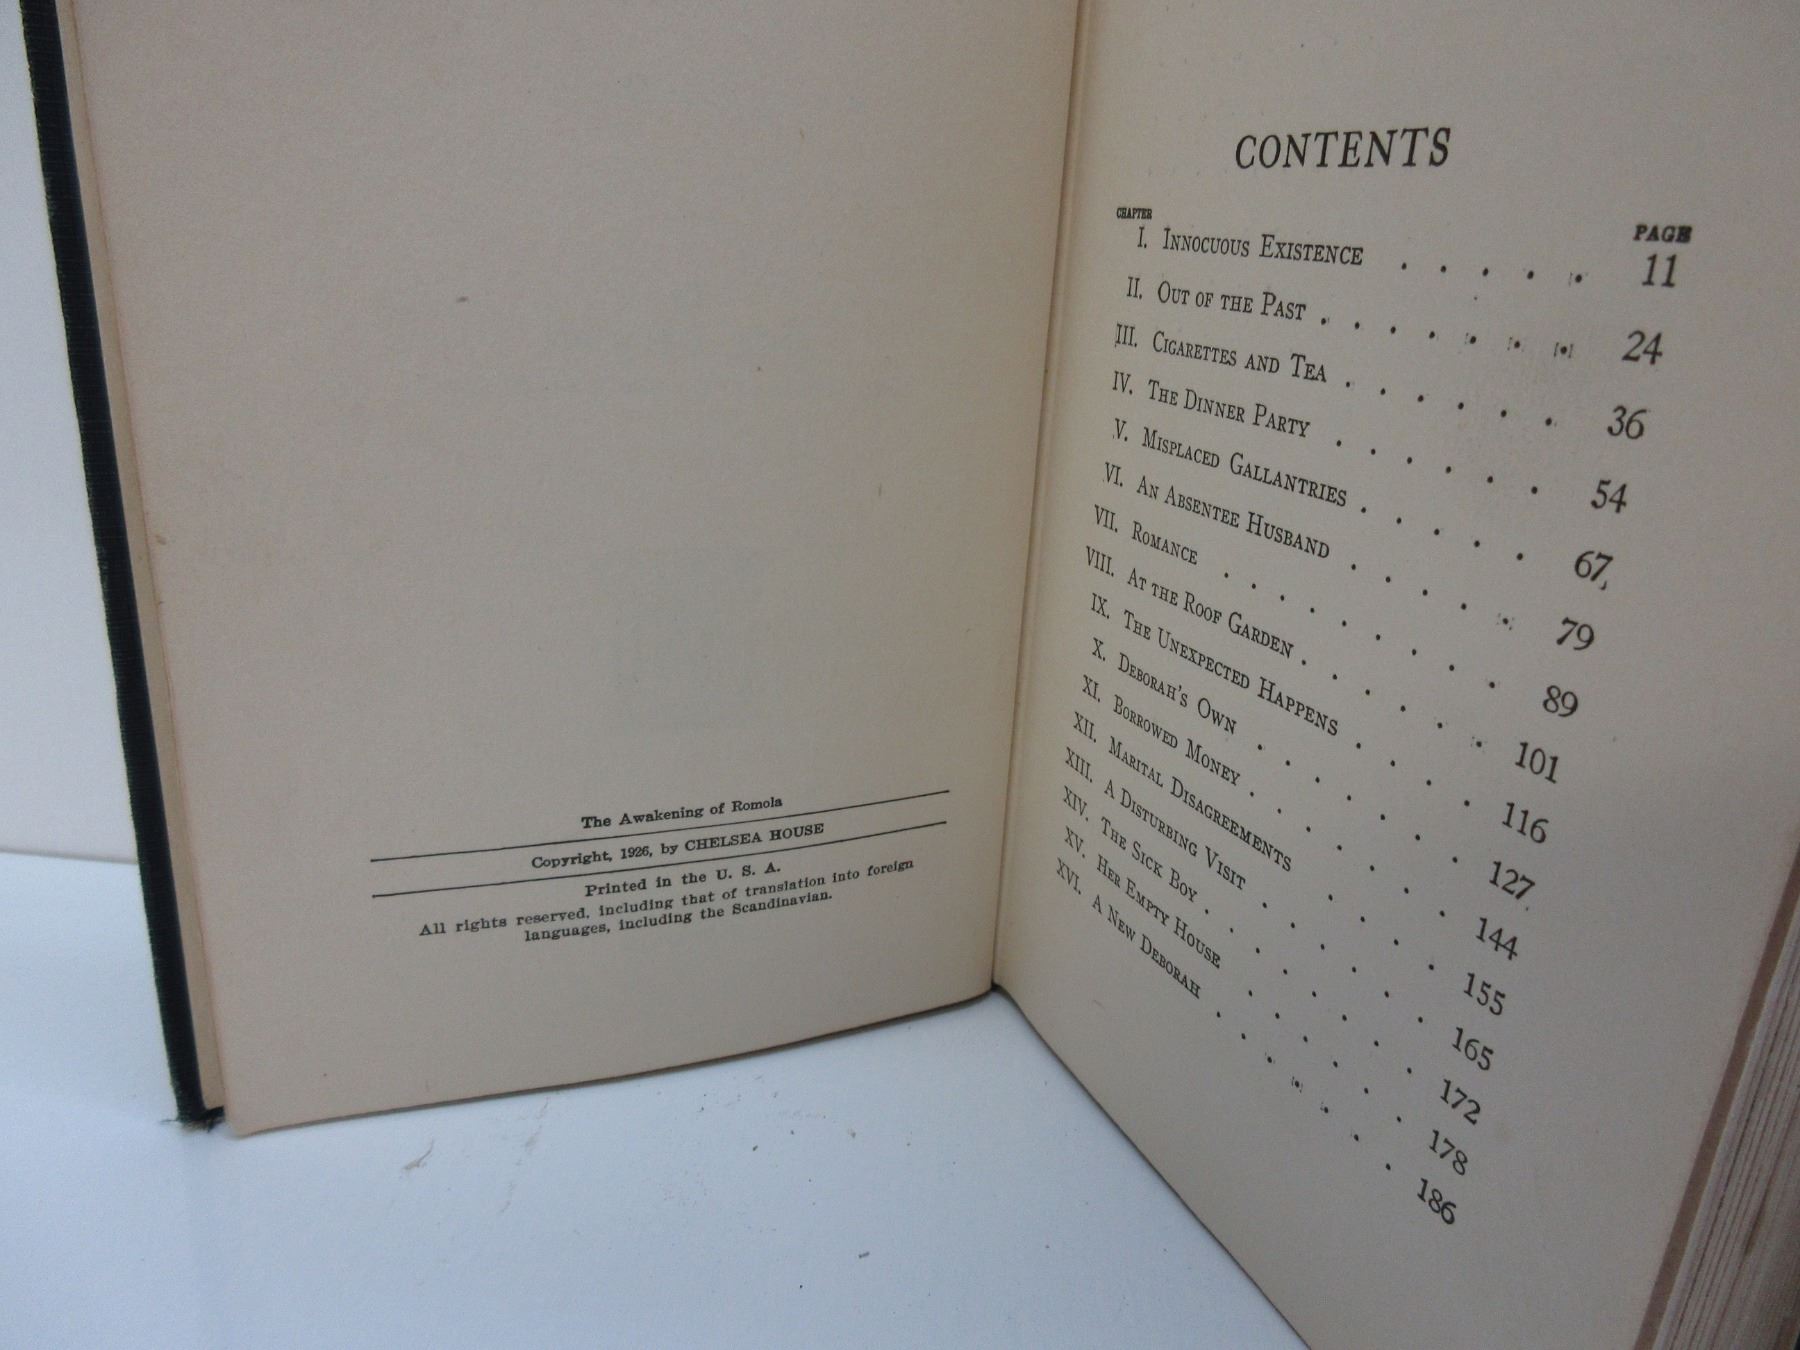 The Awakening of Romola
Copyright, 1926, by CHELSEA HOUSE
Printed in the U. S. A.
All rights reserved, including that of translation into foreign
languages, including the Scandinavian.
CONTENTS
CHAPTER PAGE
I. INNOCUOUS EXISTENCE . . . . . 11
II. OUT OF THE PAST . . . . . . . 24
III. CIGARETTES AND TEA . . . . . . 36
IV. THE DINNER PARTY . . . . . . 54
V. MISPLACED GALLANTRIES . . . . . 67
VI. AN ABSENTEE HUSBAND . . . . . 79
VII. ROMANCE . . . . . . . . 89
VIII. AT THE ROOF GARDEN . . . . . . 101
IX. THE UNEXPECTED HAPPENS . . . . 116
X. DEBORAH'S OWN . . . . . . . 127
XI. BORROWED MONEY . . . . . . . 144
XII. MARITAL DISAGREEMENTS . . . . . 155
XIII. A DISTURBING VISIT . . . . . . 165
XIV. THE SICK BOY . . . . . . . . 172
XV. HER EMPTY HOUSE . . . . . . 178
XVI. A NEW DEBORAH . . . . . . . 186